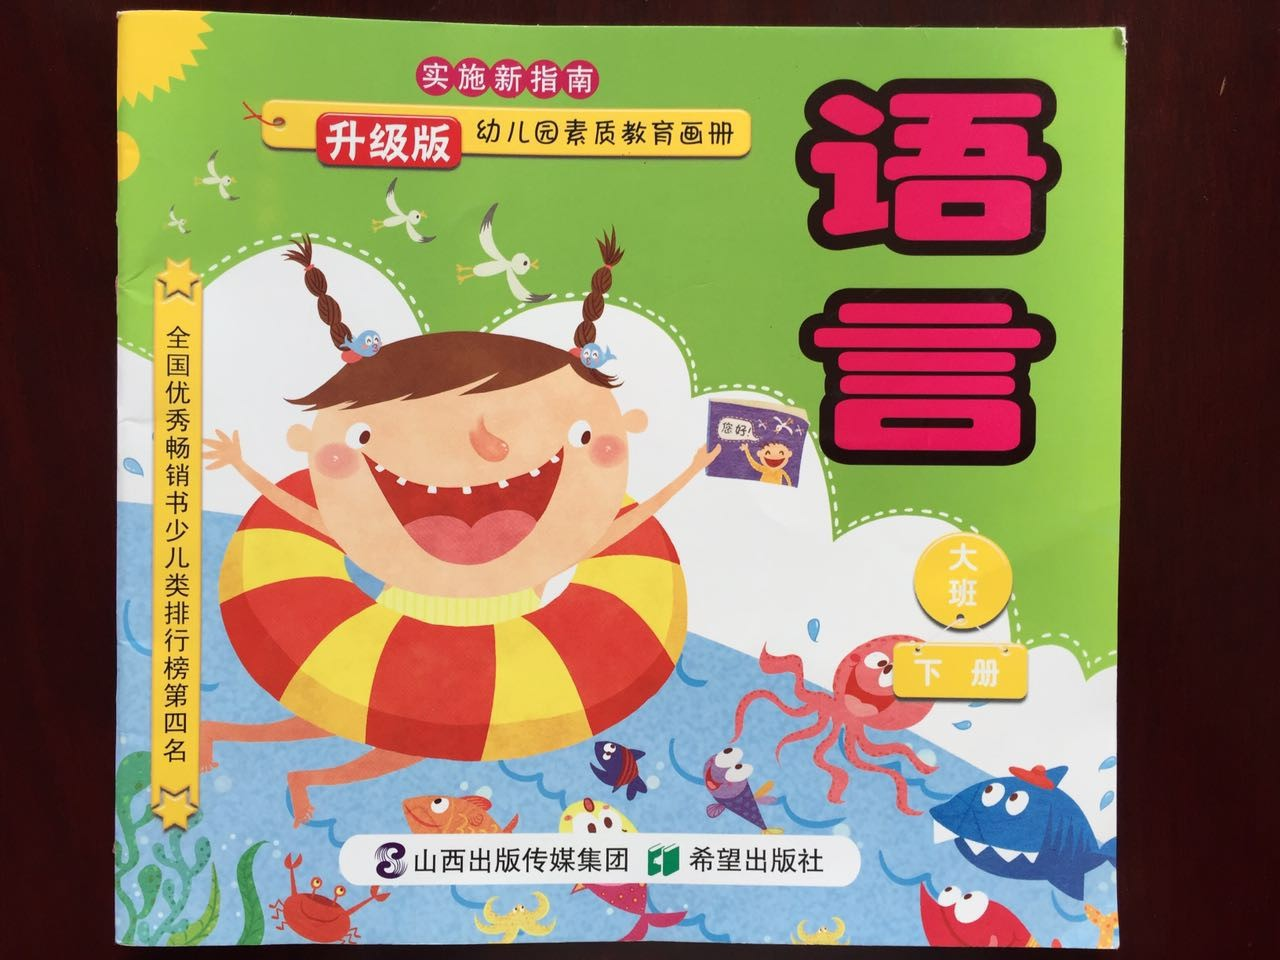 实施新指南
升级版 幼儿园素质教育画册
语言
全国优秀畅销书少儿类排行榜第四名
您好!
大班
下册
山西出版传媒集团 希望出版社